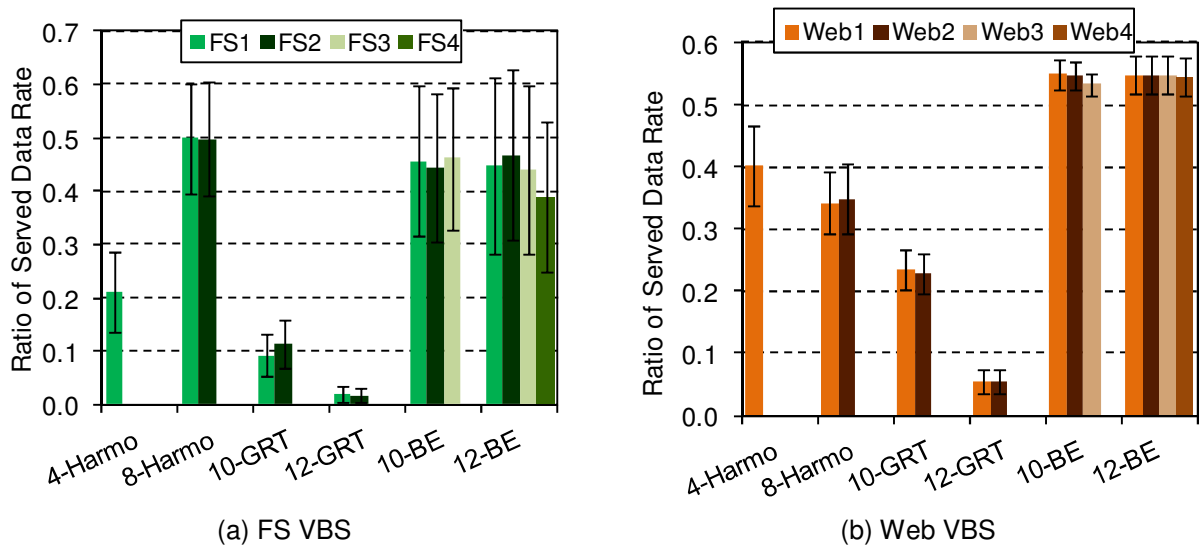 FS1 FS2 FS3 FS4
Ratio of Served Data Rate
0.7
0.6
0.5
0.4
0.3
0.2
0.1
0.0
4-Harmo
8-Harmo
10-GRT
12-GRT
10-BE
12-BE
(a) FS VBS
Web1 Web2 Web3 Web4
Ratio of Served Data Rate
0.6
0.5
0.4
0.3
0.2
0.1
0.0
4-Harmo
8-Harmo
10-GRT
12-GRT
10-BE
12-BE
(b) Web VBS